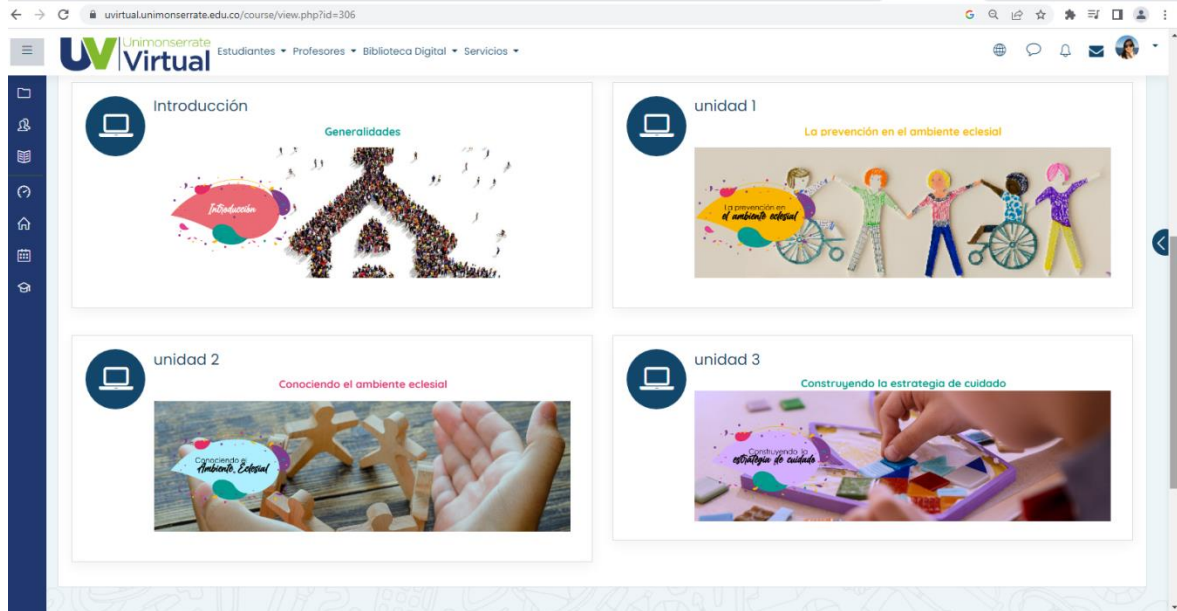 uvirtual.unimonserrate.edu.co/course/view.php?id=306
UV Unimonserrate
Virtual
Estudiantes Profesores Biblioteca Digital Servicios
Introducción
Generalidades
Introducción
unidad 1
La prevención en el ambiente eclesial
La prevención en
el ambiente eclesial
unidad 2
Conociendo el ambiente eclesial
Conociendo el
Ambiente, Eclesial
unidad 3
Construyendo la estrategia de cuidado
Construyendo la
estrategia de cuidado